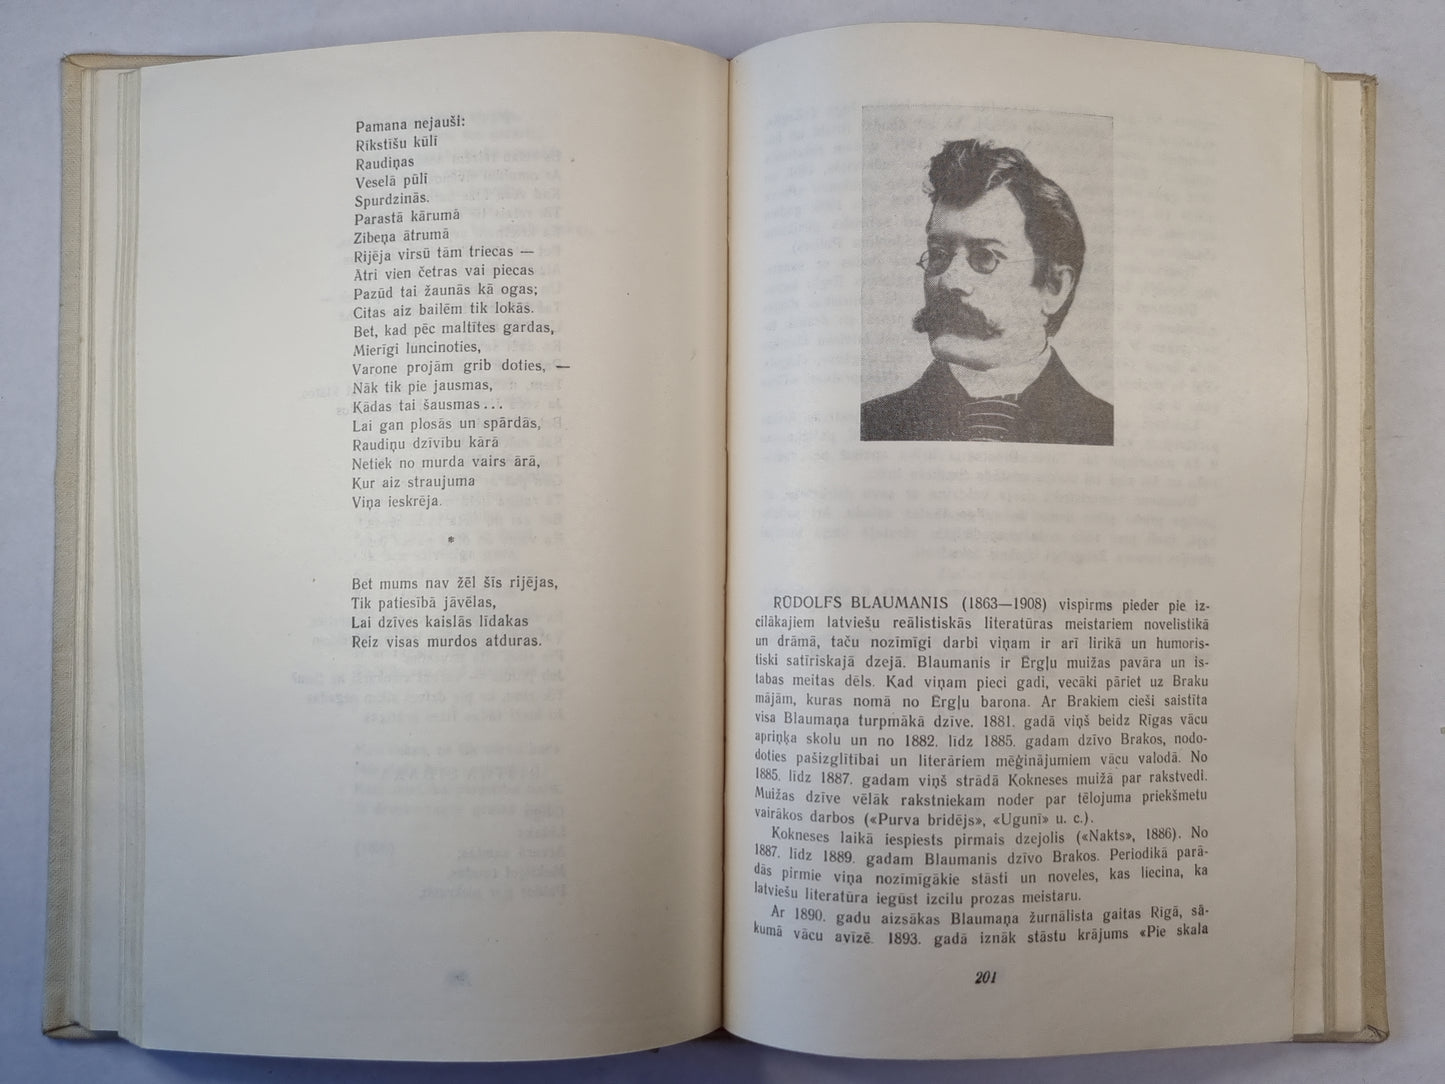 Pamana nejauši:
Rīkstīšu kūlī
Raudiņas
Veselā pūlī
Spurdzinās.
Parastā kārumā
Zibeņa ātrumā
Rijēja virsū tām triecas —
Ātri vien četras vai piecas
Pazūd tai žaunās kā ogas;
Citas aiz bailēm tik lokās.
Bet, kad pēc maltītes gardas,
Mierīgi luncinoties,
Varone projām grib doties, —
Nāk tik pie jausmas,
Kādas tai šausmas...
Lai gan plosās un spārdās,
Raudiņu dzīvību kārā
Netiek no murda vairs ārā,
Kur aiz straujuma
Viņa ieskrēja.
*
Bet mums nav žēl šīs rijējas,
Tik patiesībā jāvēlas,
Lai dzīves kaislās līdakas
Reiz visas murdos atduras.
RŪDOLFS BLAUMANIS (1863—1908) vispirms pieder pie iz-
cilākajiem latviešu reālistiskās literatūras meistariem novelistikā
un drāmā, taču nozīmīgi darbi viņam ir arī lirikā un humoris-
tiski satīriskajā dzejā. Blaumanis ir Ērgļu muižas pavāra un is-
tabas meitas dēls. Kad viņam pieci gadi, vecāki pāriet uz Braku
mājām, kuras nomā no Ērgļu barona. Ar Brakiem cieši saistīta
visa Blaumaņa turpmākā dzīve. 1881. gadā viņš beidz Rīgas vācu
apriņķa skolu un no 1882. līdz 1885. gadam dzīvo Brakos, nodo-
doties pašizglītībai un literāriem mēģinājumiem vācu valodā. No
1885. līdz 1887. gadam viņš strādā Kokneses muižā par rakstvedi.
Muižas dzīve vēlāk rakstniekam noder par tēlojuma priekšmetu
vairākos darbos («Purva bridējs», «Ugunī» u. c.).
Kokneses laikā iespiests pirmais dzejolis («Nakts», 1886). No
1887. līdz 1889. gadam Blaumanis dzīvo Brakos. Periodikā parā-
dās pirmie viņa nozīmīgākie stāsti un noveles, kas liecina, ka
latviešu literatūra iegūst izcilu prozas meistaru.
Ar 1890. gadu aizsākas Blaumaņa žurnālista gaitas Rīgā, sā-
kumā vācu avīzē. 1893. gadā iznāk stāstu krājums «Pie skala
201